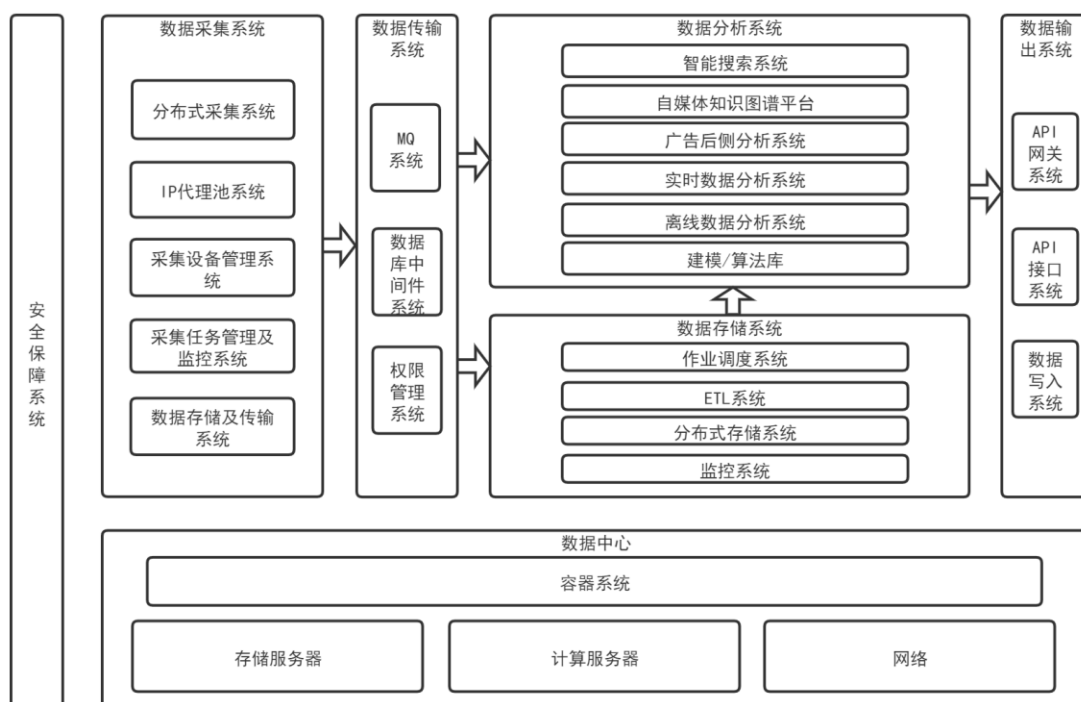 安
全
保
障
系
统
数据采集系统
分布式采集系统
IP代理池系统
采集设备管理系
统
采集任务管理及
监控系统
数据存储及传输
系统
数据传输
系统
MQ
系统
数据
库中
间件
系统
权限
管理
系统
数据分析系统
智能搜索系统
自媒体知识图谱平台
广告后侧分析系统
实时数据分析系统
离线数据分析系统
建模/算法库
数据存储系统
作业调度系统
ETL系统
分布式存储系统
监控系统
数据输
出系统
API
网关
系统
API
接口
系统
数据
写入
系统
数据中心
容器系统
存储服务器
计算服务器
网络